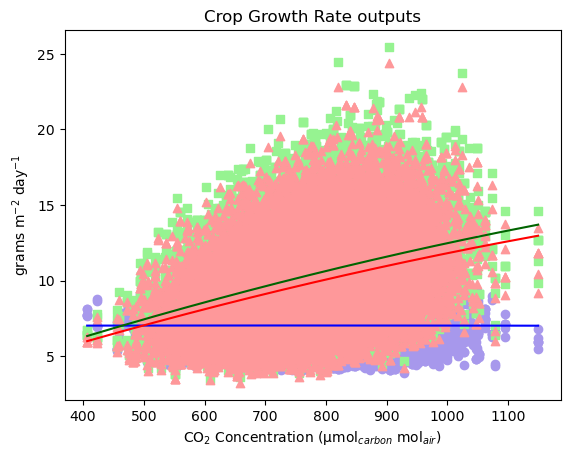 Crop Growth Rate outputs
grams m⁻² day⁻¹
25
20
15
10
5
400 500 600 700 800 900 1000 1100
CO₂ Concentration (µmol_carbon mol_air)